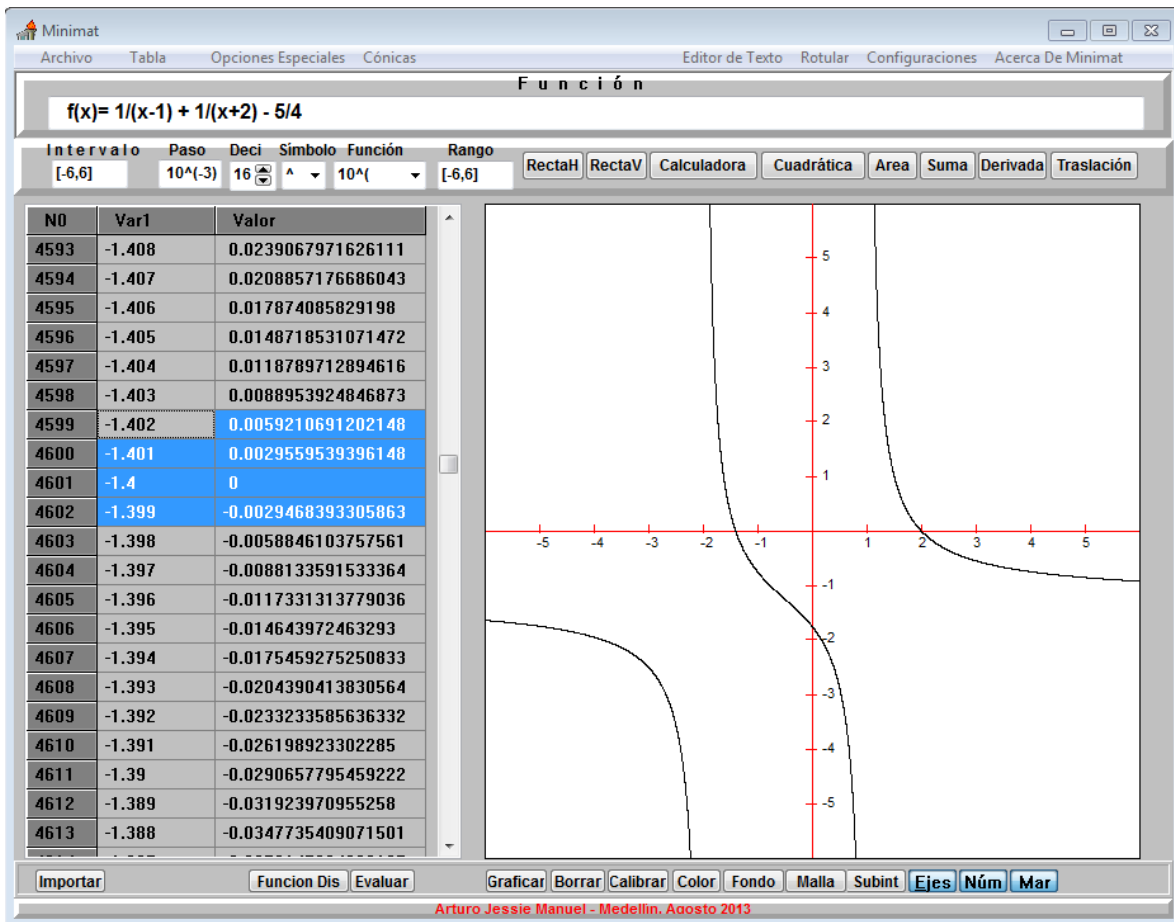 Minimat
Archivo Tabla Opciones Especiales Cónicas Editor de Texto Rotular Configuraciones Acerca De Minimat
Función
f(x)= 1/(x-1) + 1/(x+2) - 5/4
Intervalo Paso Deci Símbolo Función Rango
[-6,6] 10^(-3) 16 ^ 10^( [-6,6] RectaH RectaV Calculadora Cuadrática Area Suma Derivada Traslación
N0 Var1 Valor
4593 -1.408 0.0239067971626111
4594 -1.407 0.0208857176686043
4595 -1.406 0.017874085829198
4596 -1.405 0.0148718531071472
4597 -1.404 0.0118789712894616
4598 -1.403 0.0088953924846873
4599 -1.402 0.0059210691202148
4600 -1.401 0.0029559539396148
4601 -1.4 0
4602 -1.399 -0.0029468393305863
4603 -1.398 -0.0058846103757561
4604 -1.397 -0.0088133591533364
4605 -1.396 -0.0117331313779036
4606 -1.395 -0.014643972463293
4607 -1.394 -0.0175459275250833
4608 -1.393 -0.0204390413830564
4609 -1.392 -0.0233233585636332
4610 -1.391 -0.026198923302285
4611 -1.39 -0.0290657795459222
4612 -1.389 -0.031923970955258
4613 -1.388 -0.0347735409071501
5
4
3
2
1
-5 -4 -3 -2 -1 1 2 3 4 5
-1
-2
-3
-4
-5
Importar Funcion Dis Evaluar Graficar Borrar Calibrar Color Fondo Malla Subint Ejes Núm Mar
Arturo Jessie Manuel - Medellin, Agosto 2013